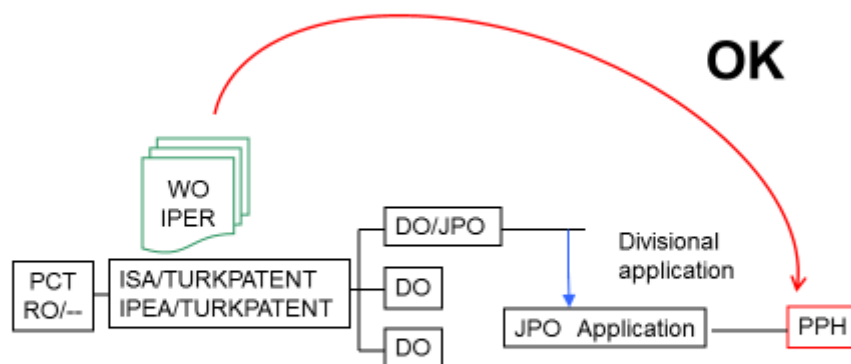 OK
WO
IPER
DO/JPO
Divisional
application
PCT
RO/--
ISA/TURKPATENT
IPEA/TURKPATENT
DO
JPO Application
PPH
DO